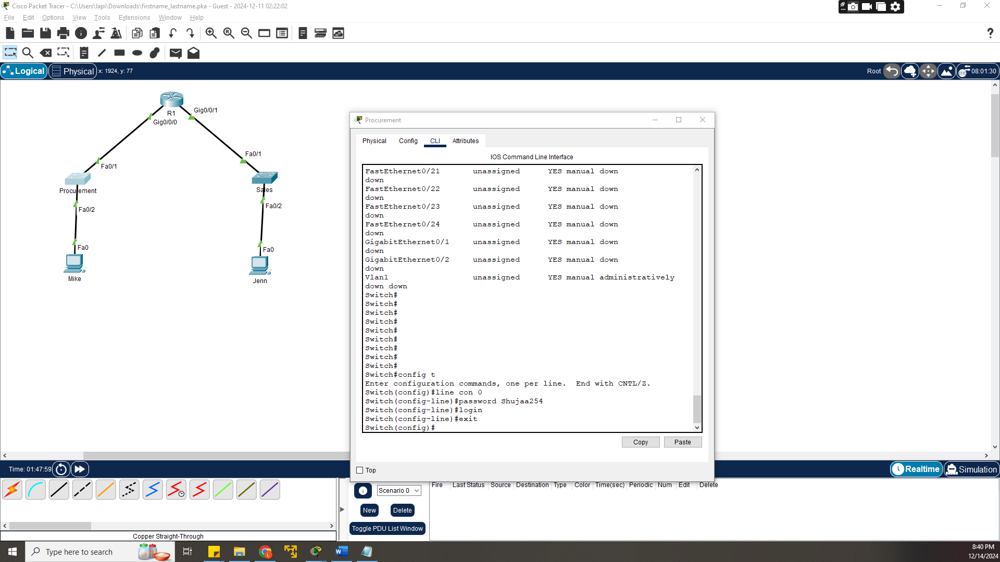 Cisco Packet Tracer - C:\Users\lapi\Downloads\firstname_lastname.pka - Guest - 2024-12-11 02:22:02
File Edit Options View Tools Extensions Window Help
Logical Physical x: 1924, y: 77 Root 08:01:30
R1
Gig0/0/1
Gig0/0/0
Fa0/1
Fa0/1
Procurement
Sales
Fa0/2
Fa0/2
Fa0
Fa0
Mike
Jenn
Procurement
Physical Config CLI Attributes
IOS Command Line Interface
FastEthernet0/21 unassigned YES manual down
down
FastEthernet0/22 unassigned YES manual down
down
FastEthernet0/23 unassigned YES manual down
down
FastEthernet0/24 unassigned YES manual down
down
GigabitEthernet0/1 unassigned YES manual down
down
GigabitEthernet0/2 unassigned YES manual down
down
Vlan1 unassigned YES manual administratively
down down
Switch#
Switch#
Switch#
Switch#
Switch#
Switch#
Switch#
Switch#
Switch#
Switch#config t
Enter configuration commands, one per line. End with CNTL/Z.
Switch(config)#line con 0
Switch(config-line)#password Shujaa254
Switch(config-line)#login
Switch(config-line)#exit
Switch(config)#
Copy Paste
Top
Time: 01:47:59
Realtime Simulation
Scenario 0
New Delete
Toggle PDU List Window
Fire Last Status Source Destination Type Color Time(sec) Periodic Num Edit Delete
Copper Straight-Through
Type here to search
8:40 PM
12/14/2024